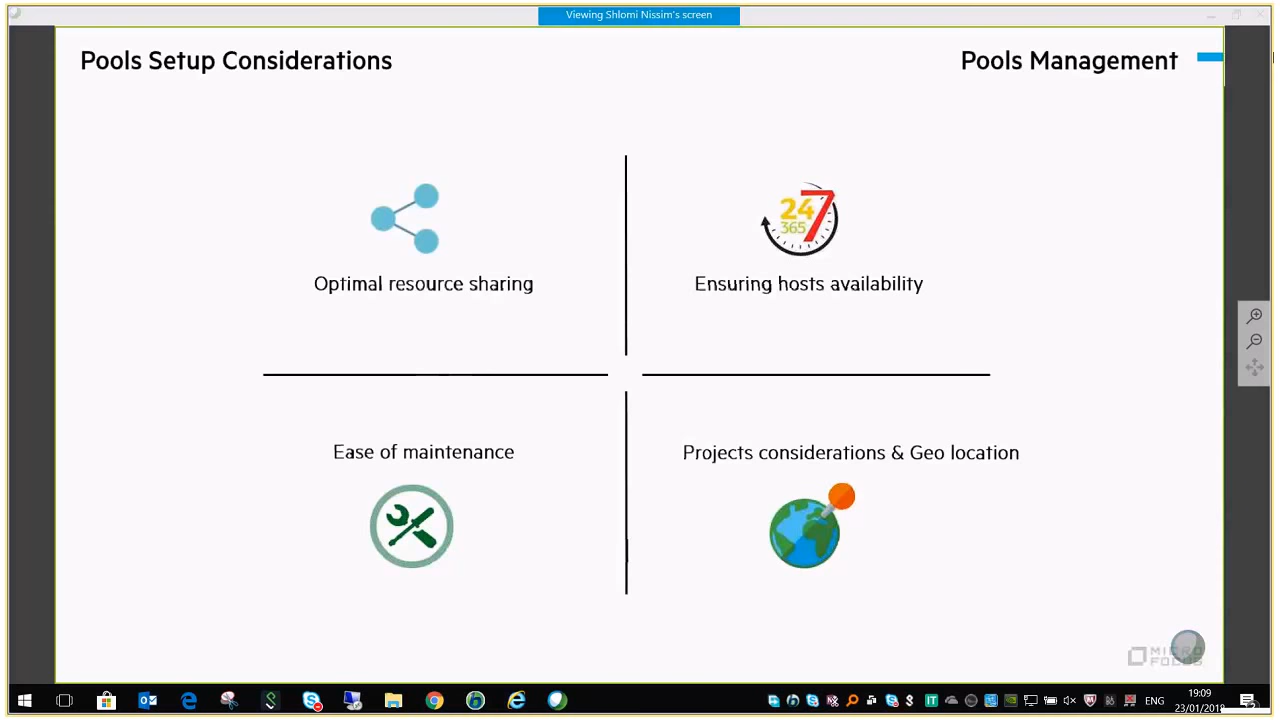 Viewing Shlomi Nissim's screen
Pools Setup Considerations
Pools Management
24
7
365
Optimal resource sharing
Ensuring hosts availability
Ease of maintenance
Projects considerations & Geo location
MICRO
FOCUS
ENG
19:09
23/01/2018